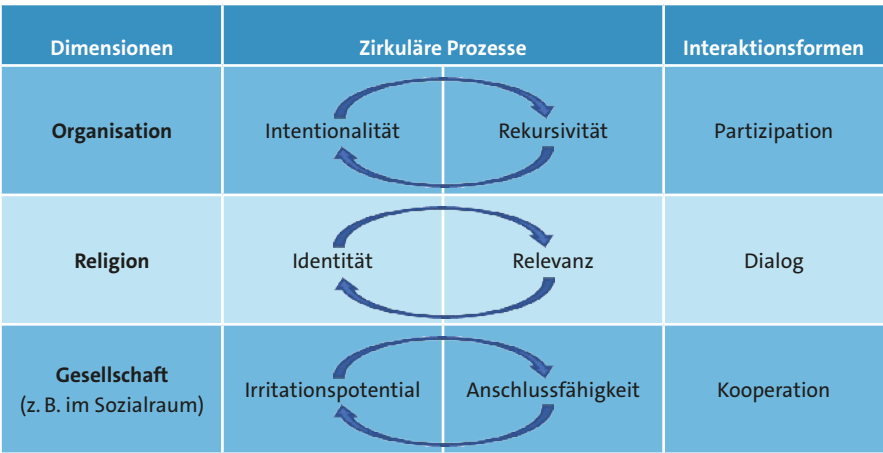 Dimensionen Zirkuläre Prozesse Interaktionsformen
Organisation Intentionalität Rekursivität Partizipation
Religion Identität Relevanz Dialog
Gesellschaft
(z. B. im Sozialraum) Irritationspotential Anschlussfähigkeit Kooperation